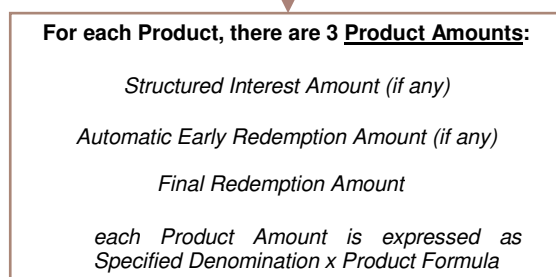 For each Product, there are 3 Product Amounts:
Structured Interest Amount (if any)
Automatic Early Redemption Amount (if any)
Final Redemption Amount
each Product Amount is expressed as
Specified Denomination x Product Formula